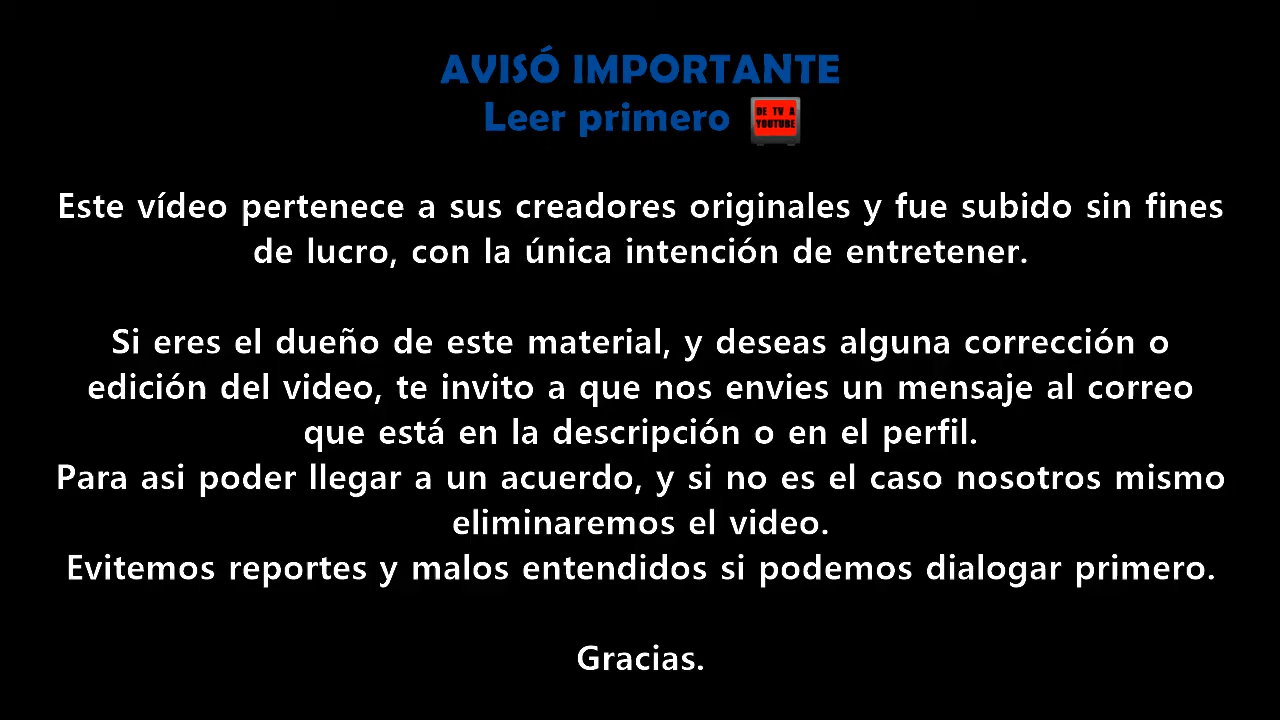 AVISÓ IMPORTANTE
Leer primero
DE TV A
YOUTUBE
Este vídeo pertenece a sus creadores originales y fue subido sin fines
de lucro, con la única intención de entretener.
Si eres el dueño de este material, y deseas alguna corrección o
edición del video, te invito a que nos envies un mensaje al correo
que está en la descripción o en el perfil.
Para asi poder llegar a un acuerdo, y si no es el caso nosotros mismo
eliminaremos el video.
Evitemos reportes y malos entendidos si podemos dialogar primero.
Gracias.